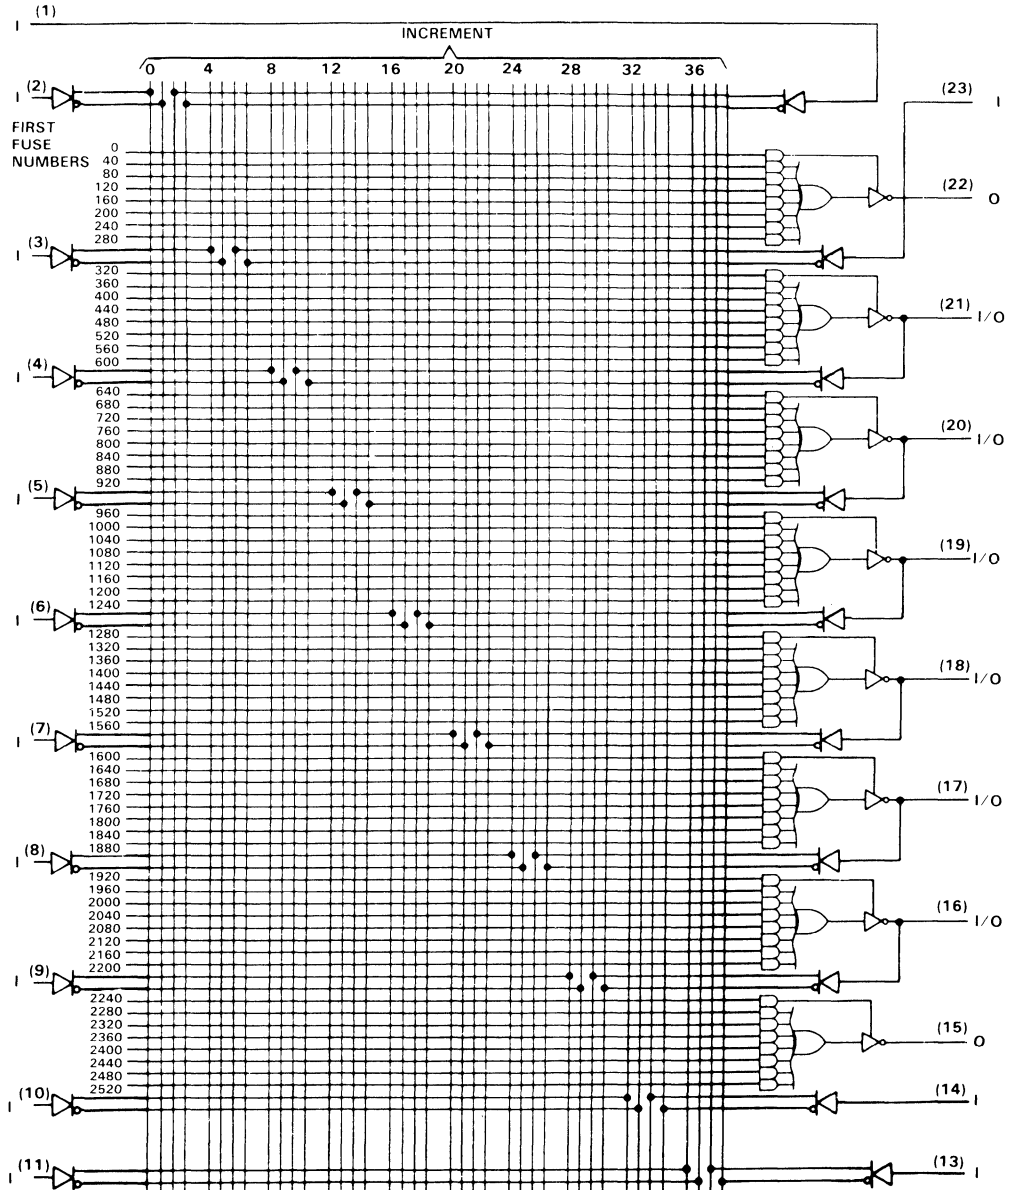 I (1)
INCREMENT
0 4 8 12 16 20 24 28 32 36
I (2)
(23) I
FIRST
FUSE
NUMBERS
0
40
80
120
160
200
240
280
(22) O
I (3)
320
360
400
440
480
520
560
600
(21) I/O
I (4)
640
680
720
760
800
840
880
920
(20) I/O
I (5)
960
1000
1040
1080
1120
1160
1200
1240
(19) I/O
I (6)
1280
1320
1360
1400
1440
1480
1520
1560
(18) I/O
I (7)
1600
1640
1680
1720
1760
1800
1840
1880
(17) I/O
I (8)
1920
1960
2000
2040
2080
2120
2160
2200
(16) I/O
I (9)
2240
2280
2320
2360
2400
2440
2480
2520
(15) O
I (10)
(14) I
I (11)
(13) I